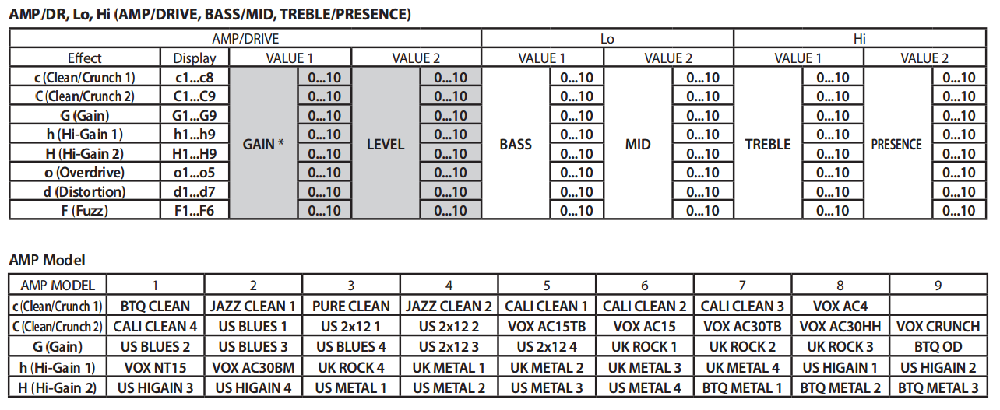 AMP/DR, Lo, Hi (AMP/DRIVE, BASS/MID, TREBLE/PRESENCE)
AMP/DRIVE Lo Hi
Effect Display VALUE 1 VALUE 2 VALUE 1 VALUE 2 VALUE 1 VALUE 2
c (Clean/Crunch 1) c1...c8 0...10 0...10 0...10 0...10 0...10 0...10
C (Clean/Crunch 2) C1...C9 0...10 0...10 0...10 0...10 0...10 0...10
G (Gain) G1...G9 0...10 0...10 0...10 0...10 0...10 0...10
h (Hi-Gain 1) h1...h9 0...10 0...10 0...10 0...10 0...10 0...10
GAIN * LEVEL BASS MID TREBLE PRESENCE
H (Hi-Gain 2) H1...H9 0...10 0...10 0...10 0...10 0...10 0...10
o (Overdrive) o1...o5 0...10 0...10 0...10 0...10 0...10 0...10
d (Distortion) d1...d7 0...10 0...10 0...10 0...10 0...10 0...10
F (Fuzz) F1...F6 0...10 0...10 0...10 0...10 0...10 0...10
AMP Model
AMP MODEL 1 2 3 4 5 6 7 8 9
c (Clean/Crunch 1) BTQ CLEAN JAZZ CLEAN 1 PURE CLEAN JAZZ CLEAN 2 CALI CLEAN 1 CALI CLEAN 2 CALI CLEAN 3 VOX AC4
C (Clean/Crunch 2) CALI CLEAN 4 US BLUES 1 US 2x12 1 US 2x12 2 VOX AC15TB VOX AC15 VOX AC30TB VOX AC30HH VOX CRUNCH
G (Gain) US BLUES 2 US BLUES 3 US BLUES 4 US 2x12 3 US 2x12 4 UK ROCK 1 UK ROCK 2 UK ROCK 3 BTQ OD
h (Hi-Gain 1) VOX NT15 VOX AC30BM UK ROCK 4 UK METAL 1 UK METAL 2 UK METAL 3 UK METAL 4 US HIGAIN 1 US HIGAIN 2
H (Hi-Gain 2) US HIGAIN 3 US HIGAIN 4 US METAL 1 US METAL 2 US METAL 3 US METAL 4 BTQ METAL 1 BTQ METAL 2 BTQ METAL 3